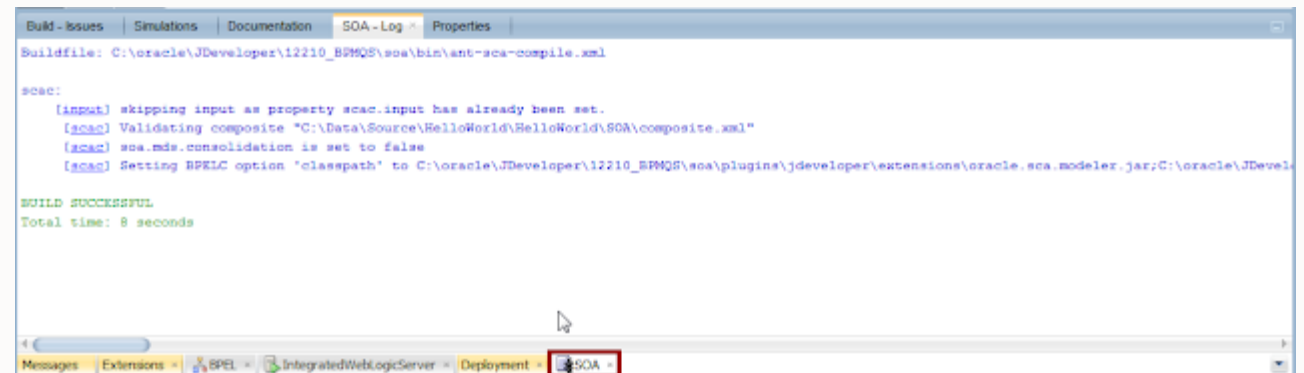 Build - Issues Simulations Documentation SOA - Log × Properties
Buildfile: C:\oracle\JDeveloper\12210_BPMQS\soa\bin\ant-sca-compile.xml
scac:
[input] skipping input as property scac.input has already been set.
[scac] Validating composite "C:\Data\Source\HelloWorld\HelloWorld\SOA\composite.xml"
[scac] soa.mds.consolidation is set to false
[scac] Setting BPELC option 'classpath' to C:\oracle\JDeveloper\12210_BPMQS\soa\plugins\jdeveloper\extensions\oracle.sca.modeler.jar;C:\oracle\JDevel
BUILD SUCCESSFUL
Total time: 8 seconds
Messages Extensions × BPEL × IntegratedWebLogicServer × Deployment × SOA ×